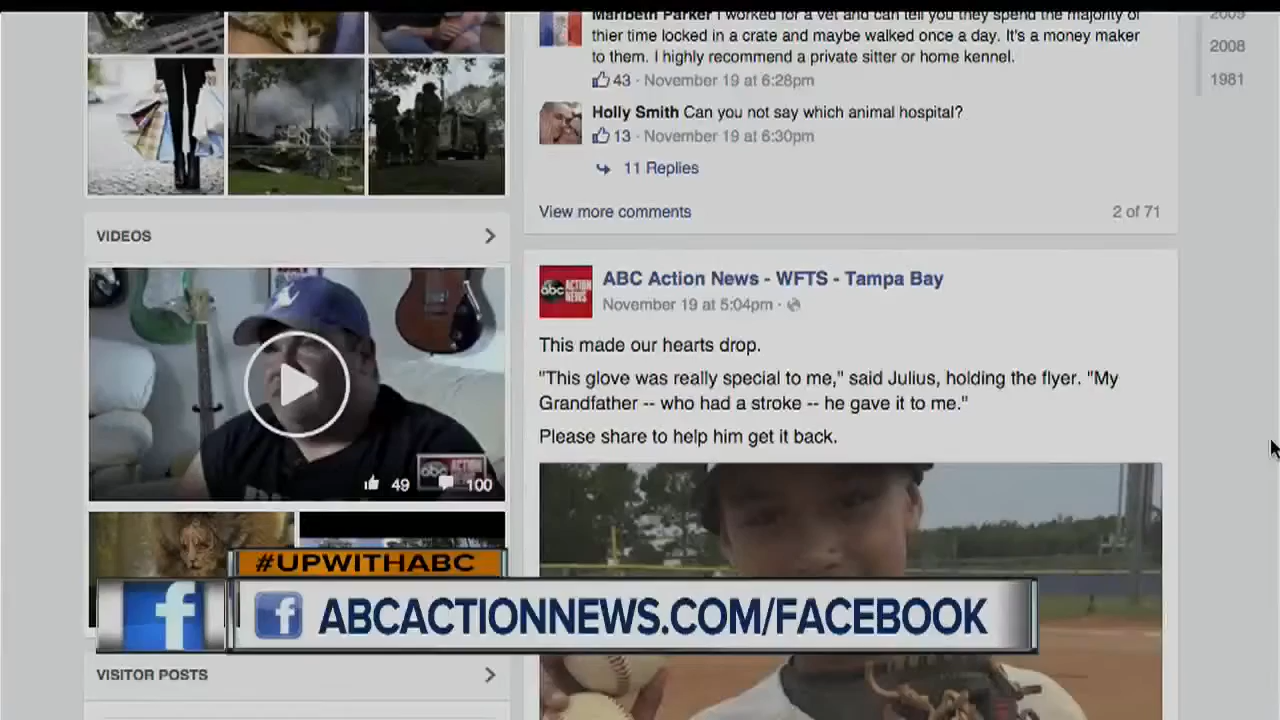 Maribeth Parker I worked for a vet and can tell you they spend the majority of
thier time locked in a crate and maybe walked once a day. It's a money maker
to them. I highly recommend a private sitter or home kennel.
43 · November 19 at 6:28pm
Holly Smith Can you not say which animal hospital?
13 · November 19 at 6:30pm
11 Replies
View more comments
2 of 71
2009
2008
1981
VIDEOS
abc ACTION NEWS
49
100
ABC Action News - WFTS - Tampa Bay
November 19 at 5:04pm ·
This made our hearts drop.
"This glove was really special to me," said Julius, holding the flyer. "My
Grandfather -- who had a stroke -- he gave it to me."
Please share to help him get it back.
abc ACTION
#UPWITHABC
f
f ABCACTIONNEWS.COM/FACEBOOK
VISITOR POSTS